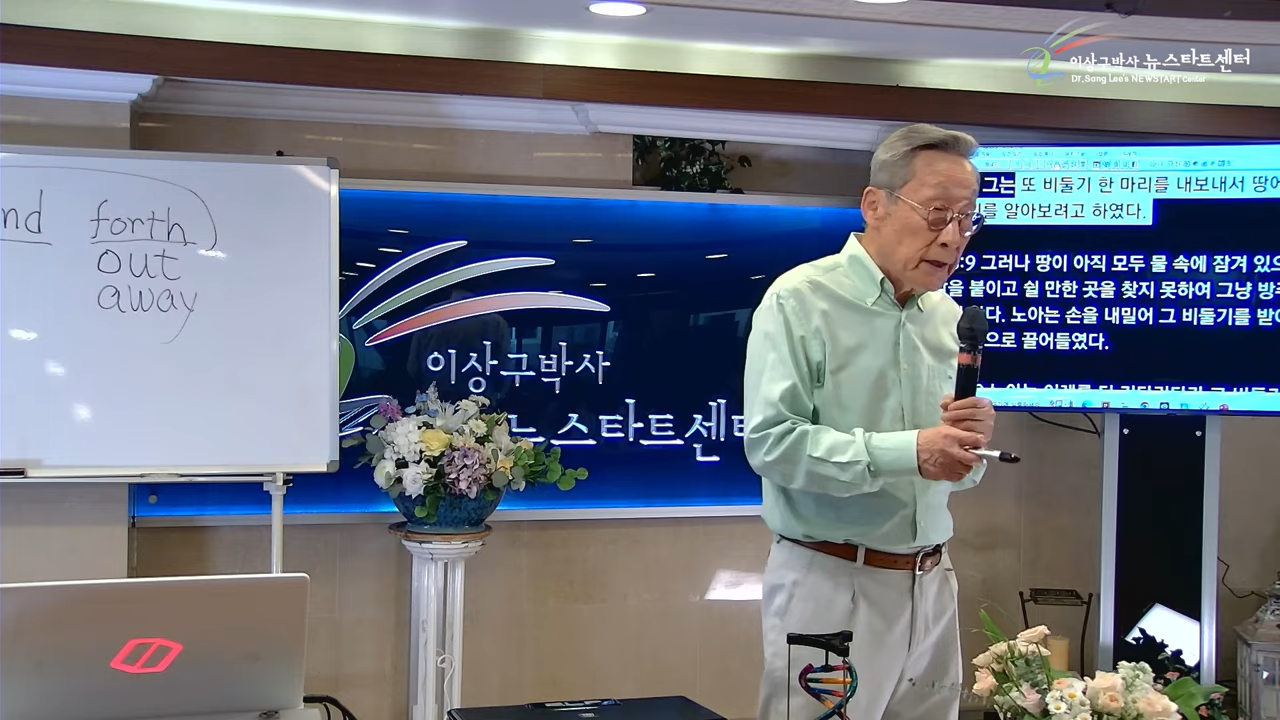 이상구박사 뉴스타트센터
Dr.Sang Lee's NEWSTART Center
nd forth
out
away
그는 또 비둘기 한 마리를 내보내서 땅에
를 알아보려고 하였다.
:9 그러나 땅이 아직 모두 물 속에 잠겨 있으
을 붙이고 쉴 만한 곳을 찾지 못하여 그냥 방주
다. 노아는 손을 내밀어 그 비둘기를 받아
으로 끌어들였다.
이상구박사
뉴스타트센터